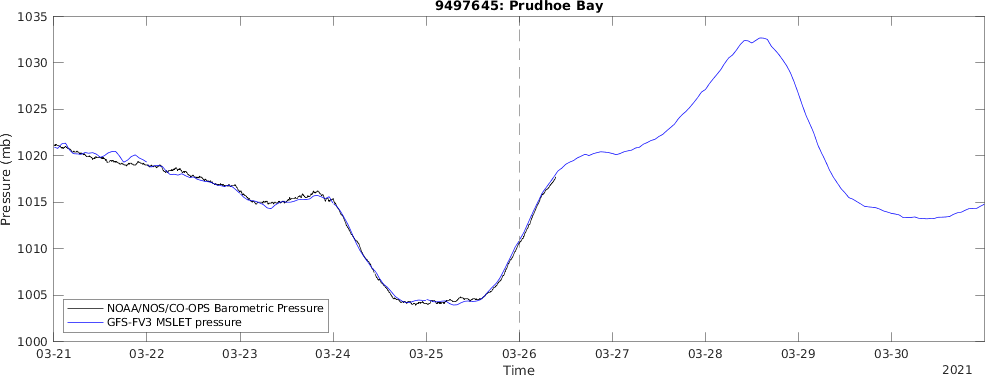 9497645: Prudhoe Bay
Pressure (mb)
1035
1030
1025
1020
1015
1010
1005
1000
NOAA/NOS/CO-OPS Barometric Pressure
GFS-FV3 MSLET pressure
03-21 03-22 03-23 03-24 03-25 03-26 03-27 03-28 03-29 03-30
Time
2021